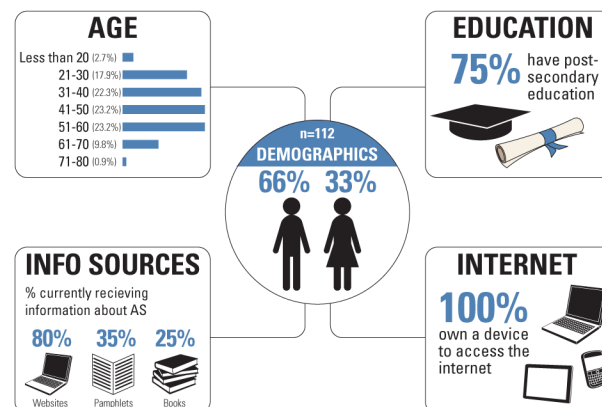 AGE
Less than 20 (2.7%)
21-30 (17.9%)
31-40 (22.3%)
41-50 (23.2%)
51-60 (23.2%)
61-70 (9.8%)
71-80 (0.9%)
EDUCATION
75% have post-
secondary
education
n=112
DEMOGRAPHICS
66% 33%
INFO SOURCES
% currently recieving
information about AS
80% 35% 25%
Websites Pamphlets Books
INTERNET
100%
own a device
to access the
internet